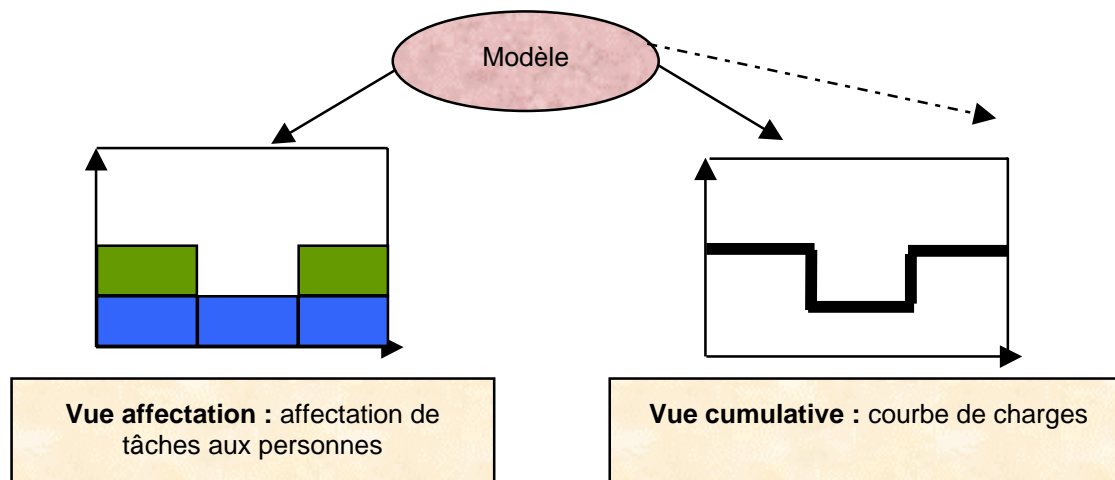 Modèle
Vue affectation : affectation de
tâches aux personnes
Vue cumulative : courbe de charges